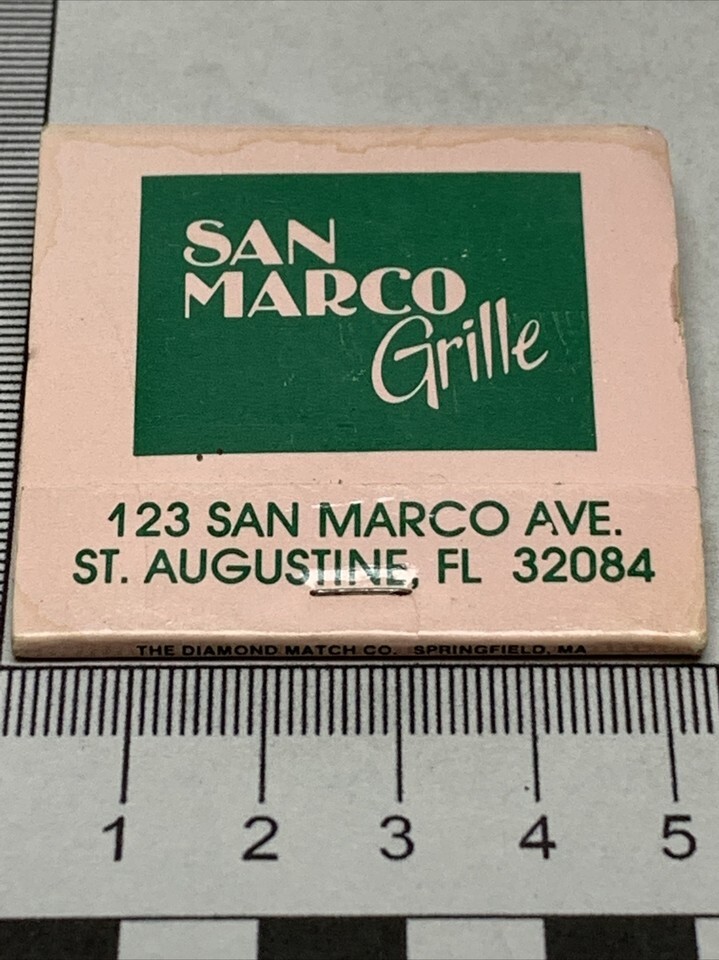 SAN
MARCO
Grille
123 SAN MARCO AVE.
ST. AUGUSTINE, FL 32084
THE DIAMOND MATCH CO. SPRINGFIELD, MA
1 2 3 4 5